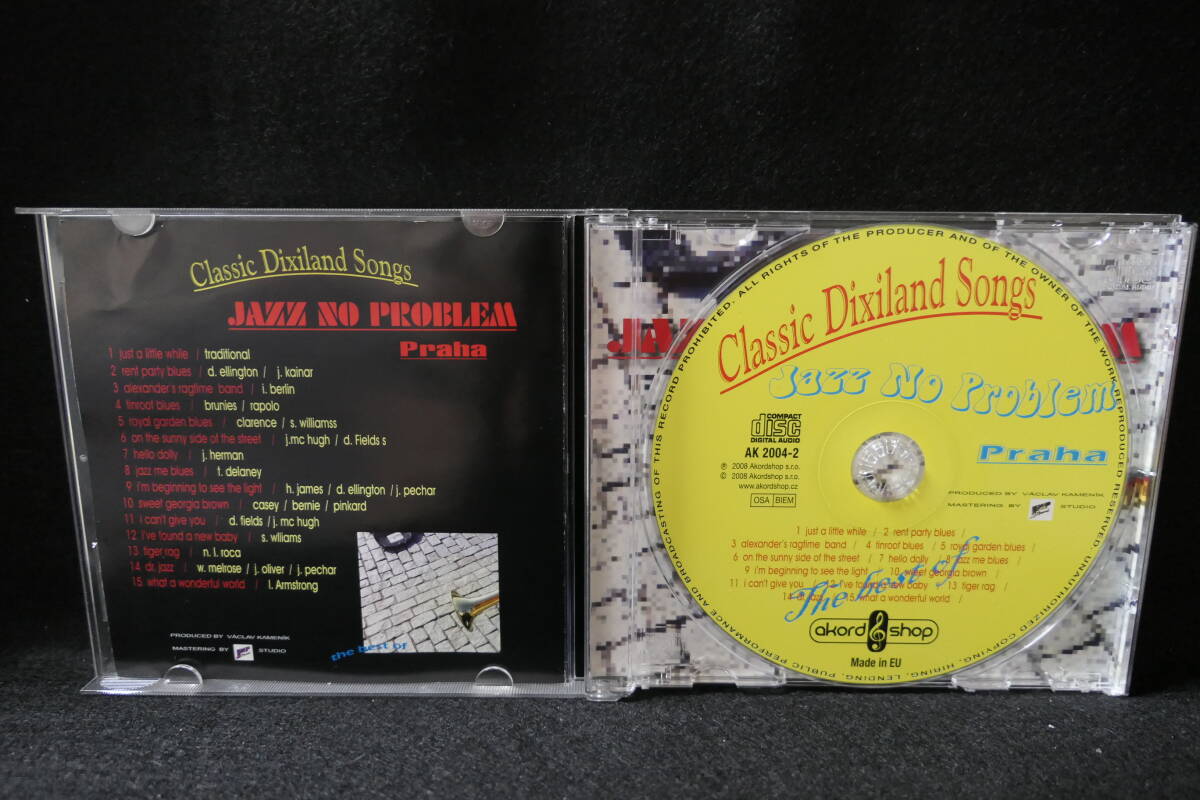 Classic Dixiland Songs
JAZZ NO PROBLEM
Praha
1 just a little while / traditional
2 rent party blues / d. ellington / j. kainar
3 alexander's ragtime band / i. berlin
4 tinroof blues / brunies / rapolo
5 royal garden blues / clarence / s. williamss
6 on the sunny side of the street / j.mc hugh / d. Fields s
7 hello dolly / j. herman
8 jazz me blues / t. delaney
9 i'm beginning to see the light / h. james / d. ellington / j. pechar
10 sweet georgia brown / casey / bernie / pinkard
11 i can't give you / d. fields / j. mc hugh
12 i've found a new baby / s. wlliams
13 tiger rag / n. l. roca
14 dr. jazz / w. melrose / j. oliver / j. pechar
15 what a wonderful world / l. Armstrong
PRODUCED BY VÁCLAV KAMENÍK
MASTERING BY STUDIO
the best of
ALL RIGHTS OF THE PRODUCER AND OF THE OWNER OF THE WORK REPRODUCED RESERVED. UNAUTHORIZED COPYING, HIRING, LENDING, PUBLIC PERFORMANCE AND BROADCASTING OF THIS RECORD PROHIBITED.
Classic Dixiland Songs
Jazz No Problem
Praha
COMPACT
disc
DIGITAL AUDIO
AK 2004-2
℗ 2008 Akordshop s.r.o.
© 2008 Akordshop s.r.o.
www.akordshop.cz
OSA BIEM
PRODUCED BY VÁCLAV KAMENÍK
MASTERING BY STUDIO
1 just a little while / 2 rent party blues /
3 alexander's ragtime band / 4 tinroof blues / 5 royal garden blues /
6 on the sunny side of the street / 7 hello dolly / 8 jazz me blues /
9 i'm beginning to see the light / 10 sweet georgia brown /
11 i can't give you / 12 i've found a new baby / 13 tiger rag /
14 dr. jazz / 15 what a wonderful world /
The best of
akord shop
Made in EU